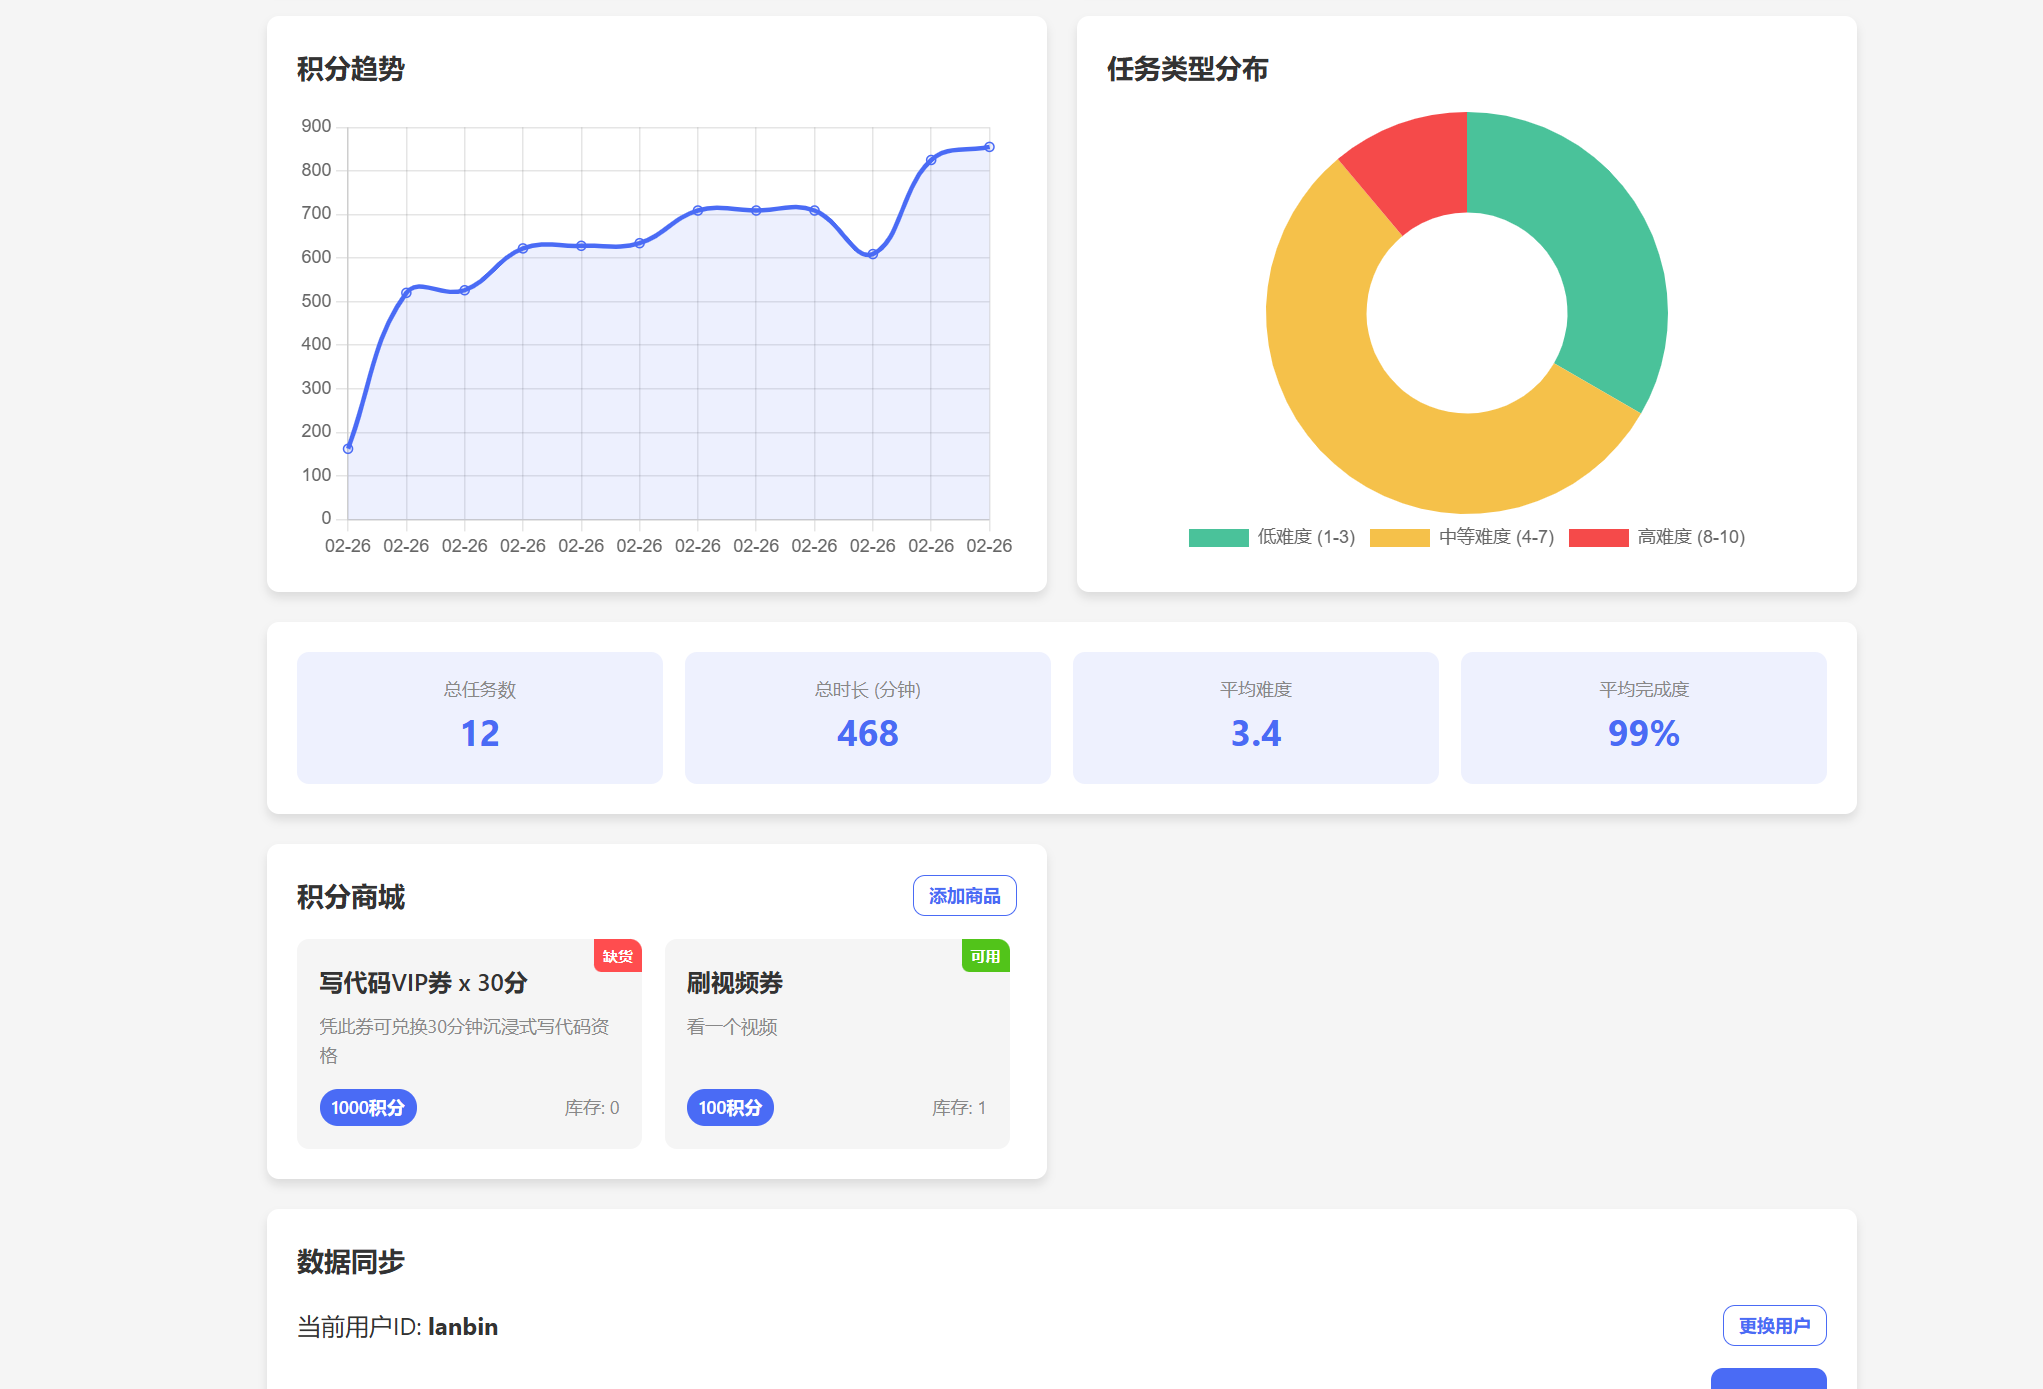 积分趋势
900
800
700
600
500
400
300
200
100
0
02-26 02-26 02-26 02-26 02-26 02-26 02-26 02-26 02-26 02-26 02-26 02-26
任务类型分布
低难度 (1-3) 中等难度 (4-7) 高难度 (8-10)
总任务数
12
总时长 (分钟)
468
平均难度
3.4
平均完成度
99%
积分商城
添加商品
缺货
写代码VIP券 x 30分
凭此券可兑换30分钟沉浸式写代码资
格
1000积分
库存: 0
可用
刷视频券
看一个视频
100积分
库存: 1
数据同步
当前用户ID: lanbin
更换用户